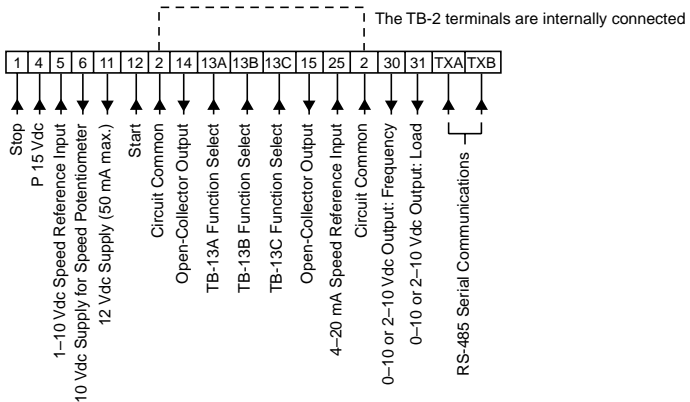 The TB-2 terminals are internally connected
1 4 5 6 11 12 2 14 13A 13B 13C 15 25 2 30 31 TXA TXB
Stop
P 15 Vdc
1–10 Vdc Speed Reference Input
10 Vdc Supply for Speed Potentiometer
12 Vdc Supply (50 mA max.)
Start
Circuit Common
Open-Collector Output
TB-13A Function Select
TB-13B Function Select
TB-13C Function Select
Open-Collector Output
4–20 mA Speed Reference Input
Circuit Common
0–10 or 2–10 Vdc Output: Frequency
0–10 or 2–10 Vdc Output: Load
RS-485 Serial Communications